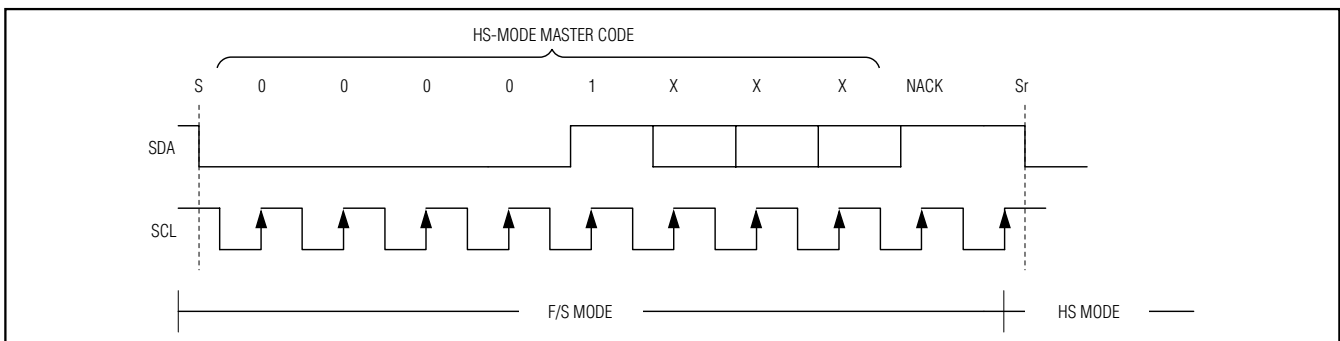 HS-MODE MASTER CODE
S 0 0 0 0 1 X X X NACK Sr
SDA
SCL
F/S MODE HS MODE